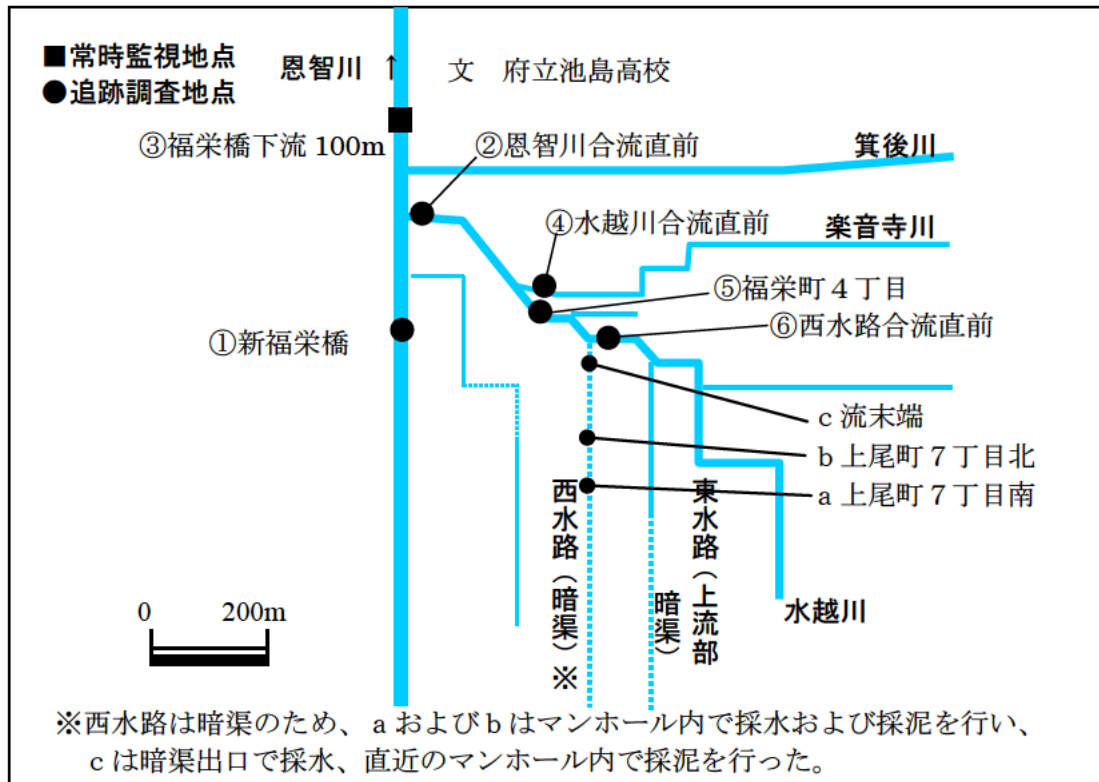 ■常時監視地点
●追跡調査地点
恩智川 ↑
文 府立池島高校
③福栄橋下流 100m
②恩智川合流直前
箕後川
④水越川合流直前
楽音寺川
⑤福栄町4丁目
①新福栄橋
⑥西水路合流直前
c 流末端
b 上尾町7丁目北
a 上尾町7丁目南
西水路(暗渠)※
東水路(上流部
暗渠)
水越川
0 200m
※西水路は暗渠のため、aおよびbはマンホール内で採水および採泥を行い、
cは暗渠出口で採水、直近のマンホール内で採泥を行った。